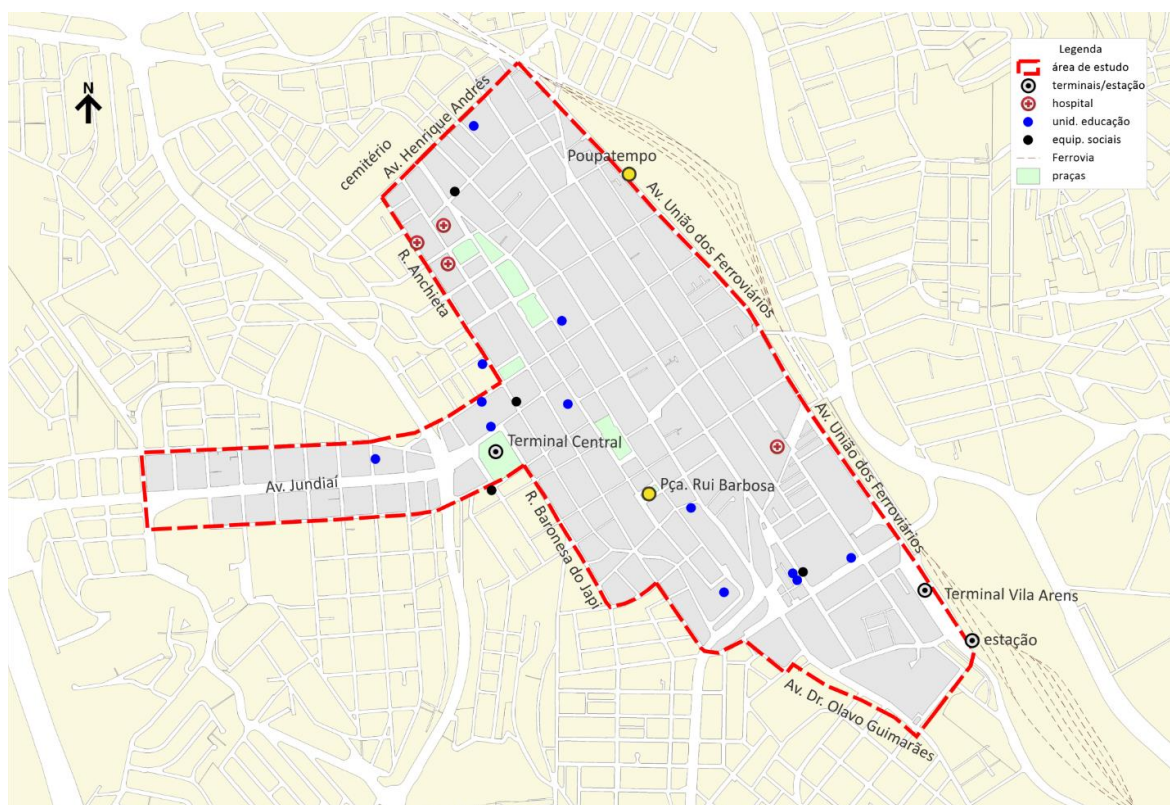 Legenda
área de estudo
terminais/estação
hospital
unid. educação
equip. sociais
Ferrovia
praças
N
cemitério
Av. Henrique Andrés
Poupatempo
Av. União dos Ferroviários
R. Anchieta
Av. União dos Ferroviários
Terminal Central
Av. Jundiaí
Pça. Rui Barbosa
R. Baronesa do Japi
Terminal Vila Arens
estação
Av. Dr. Olavo Guimarães